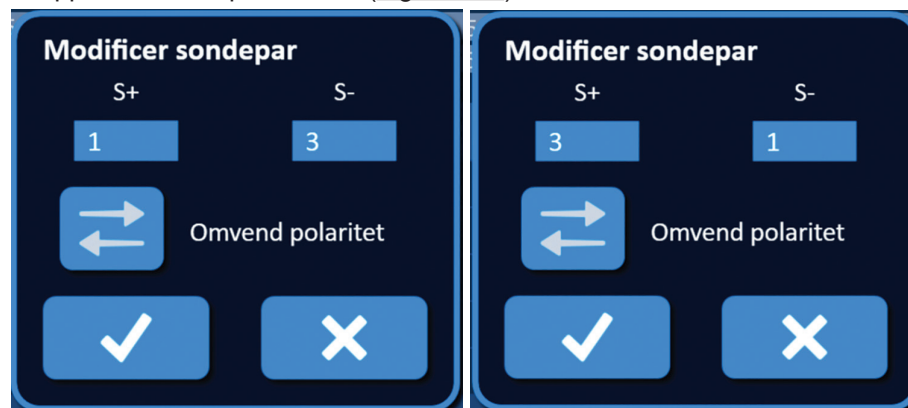 Modificer sondepar
S+ S-
1 3
Omvend polaritet
Modificer sondepar
S+ S-
3 1
Omvend polaritet